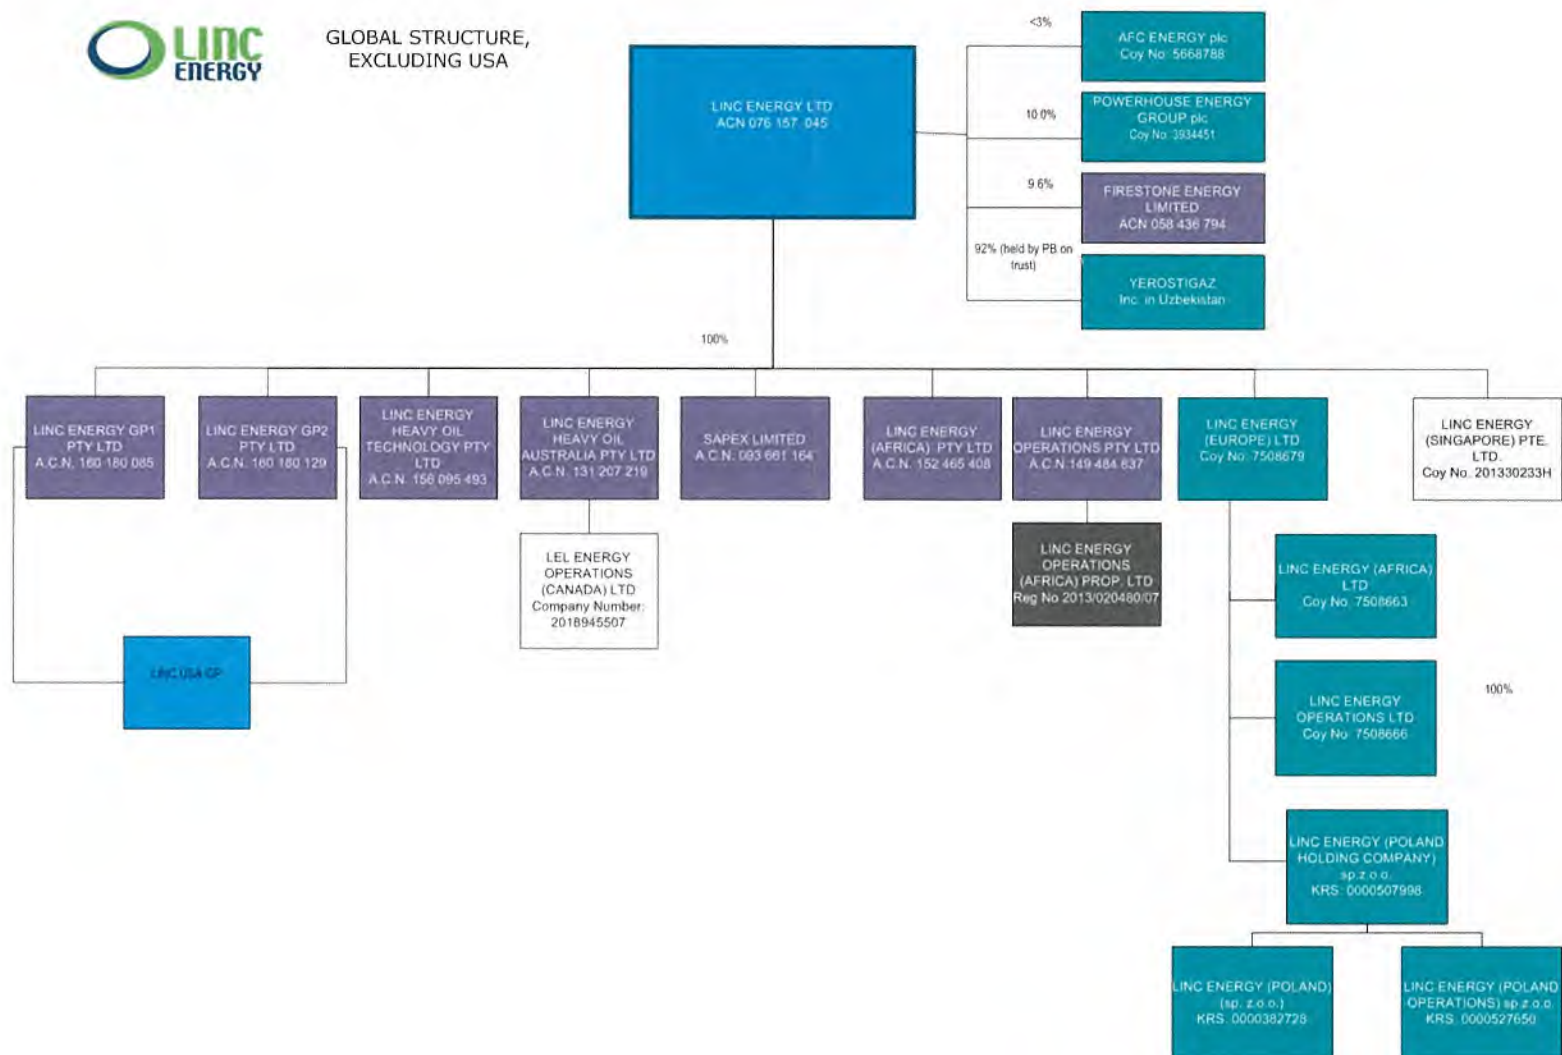 LINC
ENERGY
GLOBAL STRUCTURE,
EXCLUDING USA
LINC ENERGY LTD
ACN 076 157 045
<3%
AFC ENERGY plc
Coy No: 5668788
10.0%
POWERHOUSE ENERGY
GROUP plc
Coy No: 3934451
9.6%
FIRESTONE ENERGY
LIMITED
ACN 058 436 794
92% (held by PB on
trust)
YEROSTIGAZ
Inc. in Uzbekistan
100%
LINC ENERGY GP1
PTY LTD
A.C.N. 160 180 085
LINC ENERGY GP2
PTY LTD
A.C.N. 160 180 129
LINC ENERGY
HEAVY OIL
TECHNOLOGY PTY
LTD
A.C.N. 156 095 493
LINC ENERGY
HEAVY OIL
AUSTRALIA PTY LTD
A.C.N. 131 207 219
SAPEX LIMITED
A.C.N. 093 661 164
LINC ENERGY
(AFRICA) PTY LTD
A.C.N. 152 465 408
LINC ENERGY
OPERATIONS PTY LTD
A.C.N.149 484 637
LINC ENERGY
(EUROPE) LTD
Coy No: 7508679
LINC ENERGY
(SINGAPORE) PTE.
LTD.
Coy No. 201330233H
LEL ENERGY
OPERATIONS
(CANADA) LTD
Company Number:
2018945507
LINC ENERGY
OPERATIONS
(AFRICA) PROP. LTD
Reg No 2013/020480/07
LINC ENERGY (AFRICA)
LTD
Coy No: 7508663
LINC USA GP
LINC ENERGY
OPERATIONS LTD
Coy No: 7508666
100%
LINC ENERGY (POLAND
HOLDING COMPANY)
sp.z.o.o.
KRS: 0000507998
LINC ENERGY (POLAND)
(sp. z.o.o.)
KRS: 0000382728
LINC ENERGY (POLAND
OPERATIONS) sp.z.o.o.
KRS: 0000527650